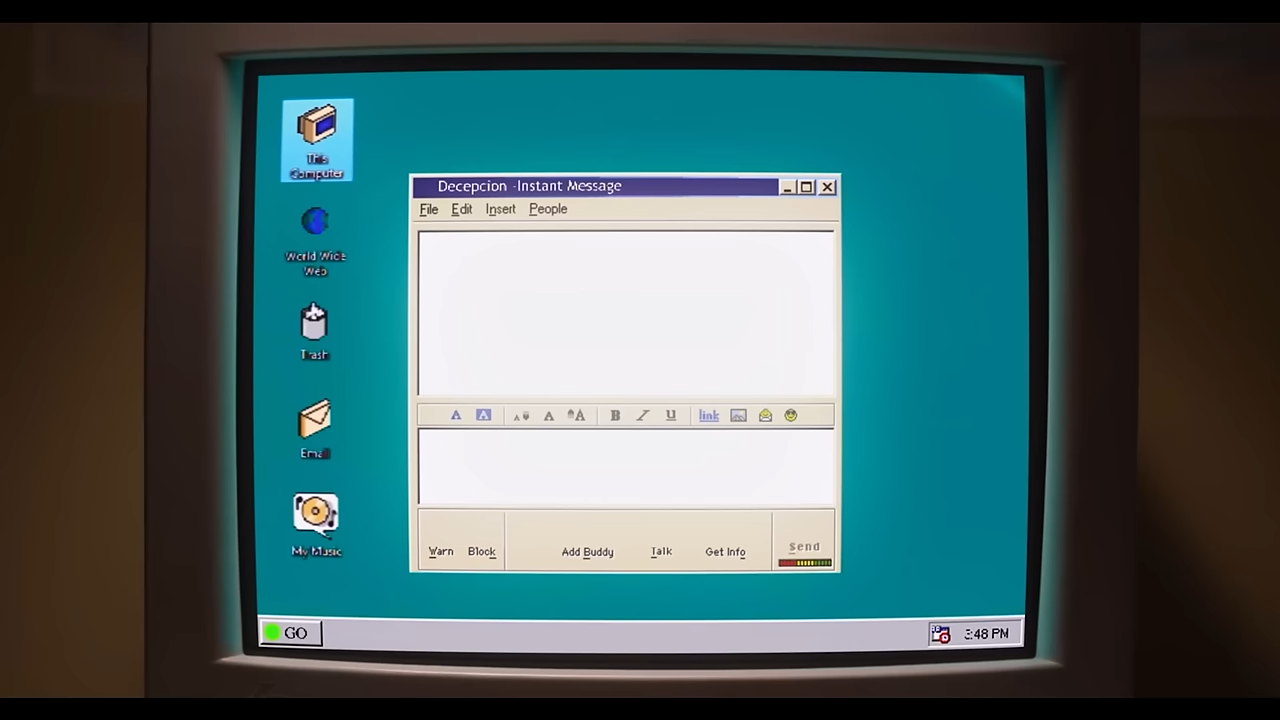 This
Computer
World Wide
Web
Trash
Email
My Music
Decepcion -Instant Message
File Edit Insert People
A A A A A B I U link
Warn Block Add Buddy Talk Get Info Send
GO
3:48 PM